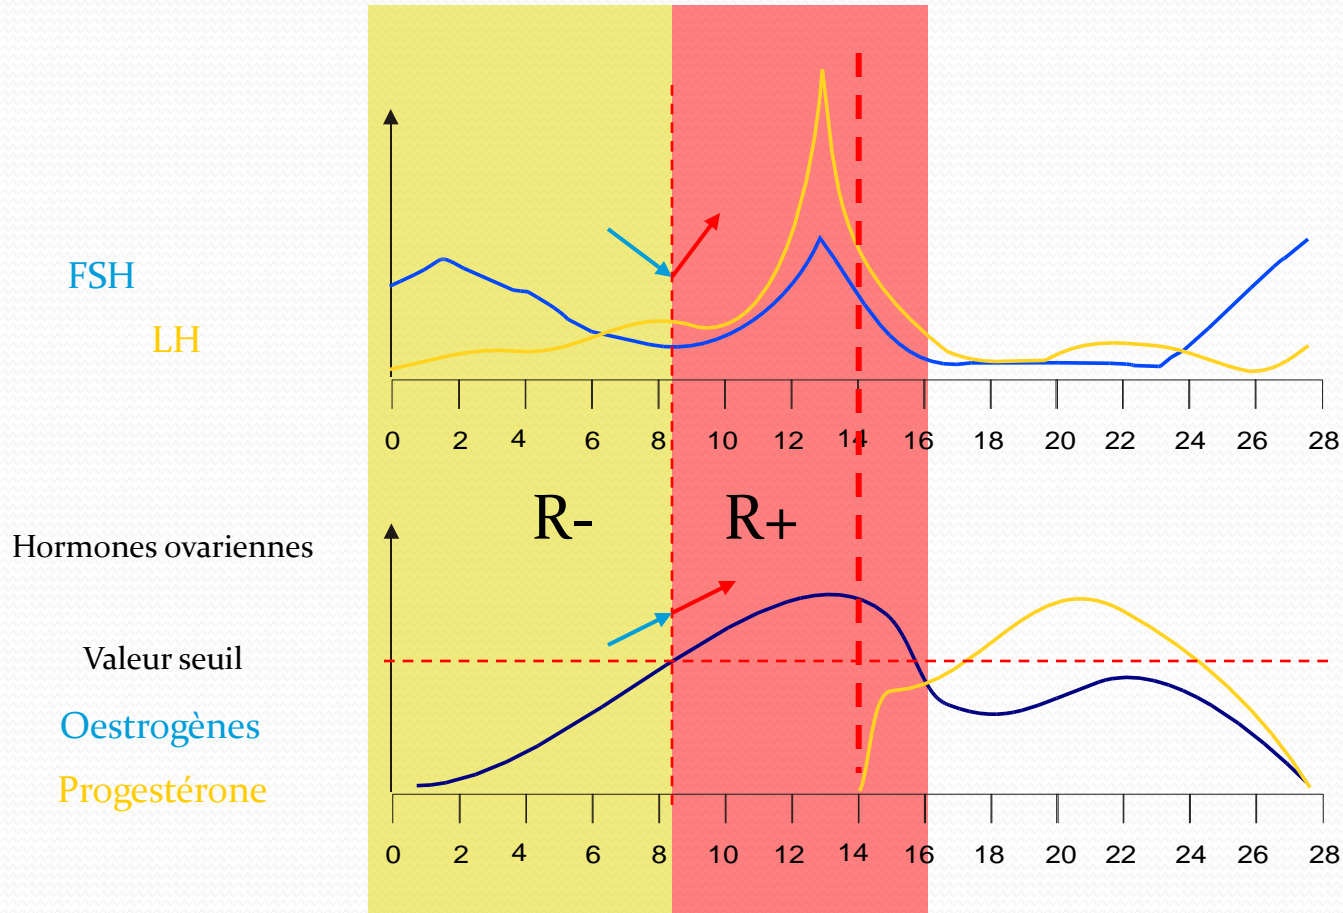 FSH
LH
0 2 4 6 8 10 12 14 16 18 20 22 24 26 28
R- R+
Hormones ovariennes
Valeur seuil
Oestrogènes
Progestérone
0 2 4 6 8 10 12 14 16 18 20 22 24 26 28